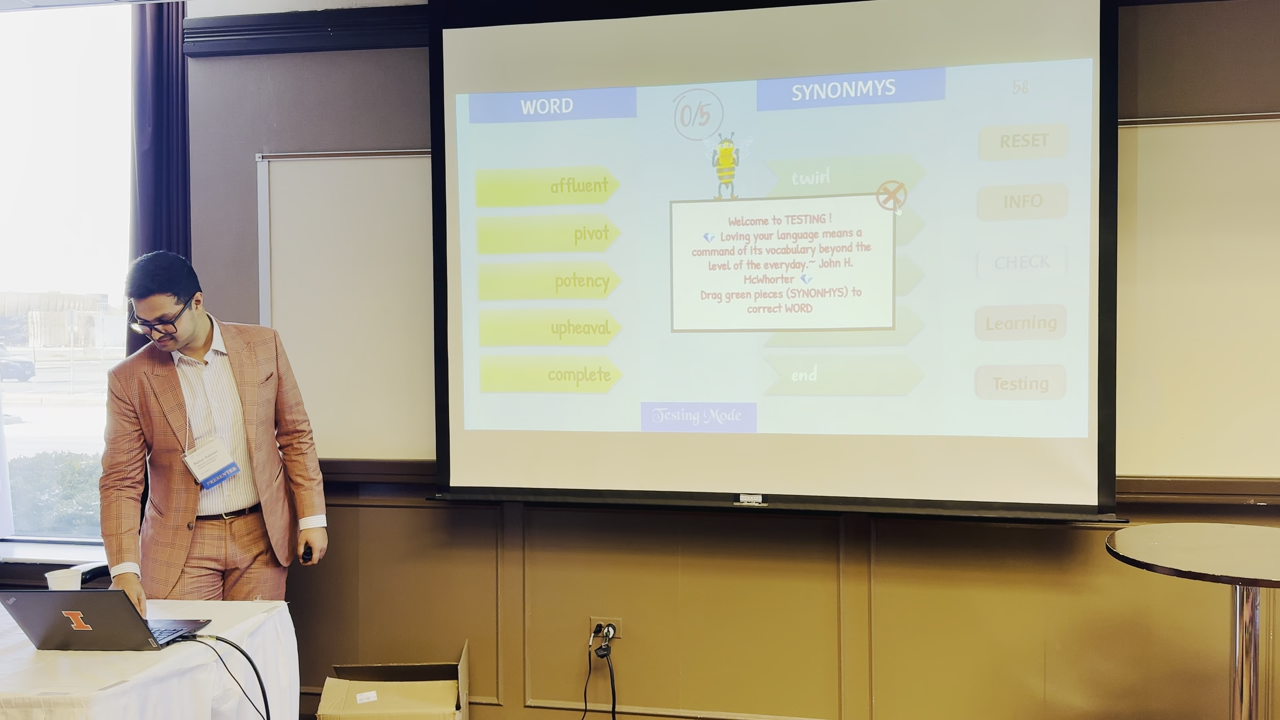 WORD
0/5
SYNONMYS
58
RESET
affluent
twirl
INFO
pivot
Welcome to TESTING !
Loving your language means a
command of its vocabulary beyond the
level of the everyday.~ John H.
McWhorter
Drag green pieces (SYNONMYS) to
correct WORD
CHECK
potency
upheaval
Learning
complete
end
Testing
Testing Mode
PRESENTER
I